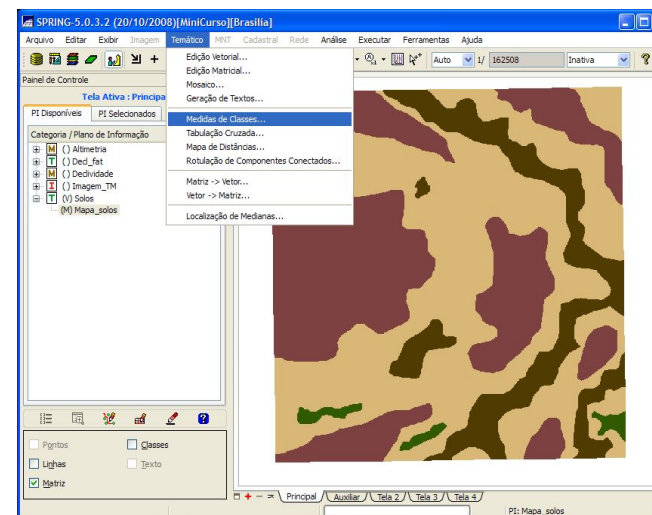 SPRING-5.0.3.2 (20/10/2008)[MiniCurso][Brasilia]
Arquivo Editar Exibir Imagem Temático MNT Cadastral Rede Análise Executar Ferramentas Ajuda
Auto 1/ 162508 Inativa
Painel de Controle
Tela Ativa : Principa
PI Disponíveis PI Selecionados
Categoria / Plano de Informação
M () Altimetria
T () Decl_fat
M () Declividade
I () Imagem_TM
T (V) Solos
(M) Mapa_solos
Edição Vetorial...
Edição Matricial...
Mosaico...
Geração de Textos...
Medidas de Classes...
Tabulação Cruzada...
Mapa de Distâncias...
Rotulação de Componentes Conectados...
Matriz -> Vetor...
Vetor -> Matriz...
Localização de Medianas...
Pontos Classes
Linhas Texto
Matriz
Principal Auxiliar Tela 2 Tela 3 Tela 4
PI: Mapa_solos